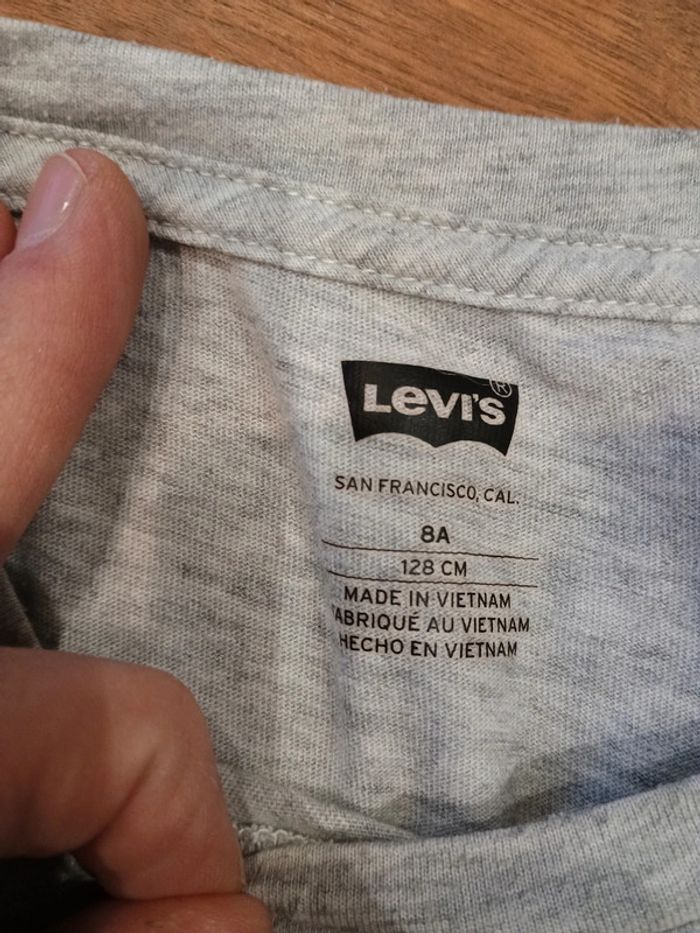 Levi's®
SAN FRANCISCO, CAL.
8A
128 CM
MADE IN VIETNAM
FABRIQUÉ AU VIETNAM
HECHO EN VIETNAM